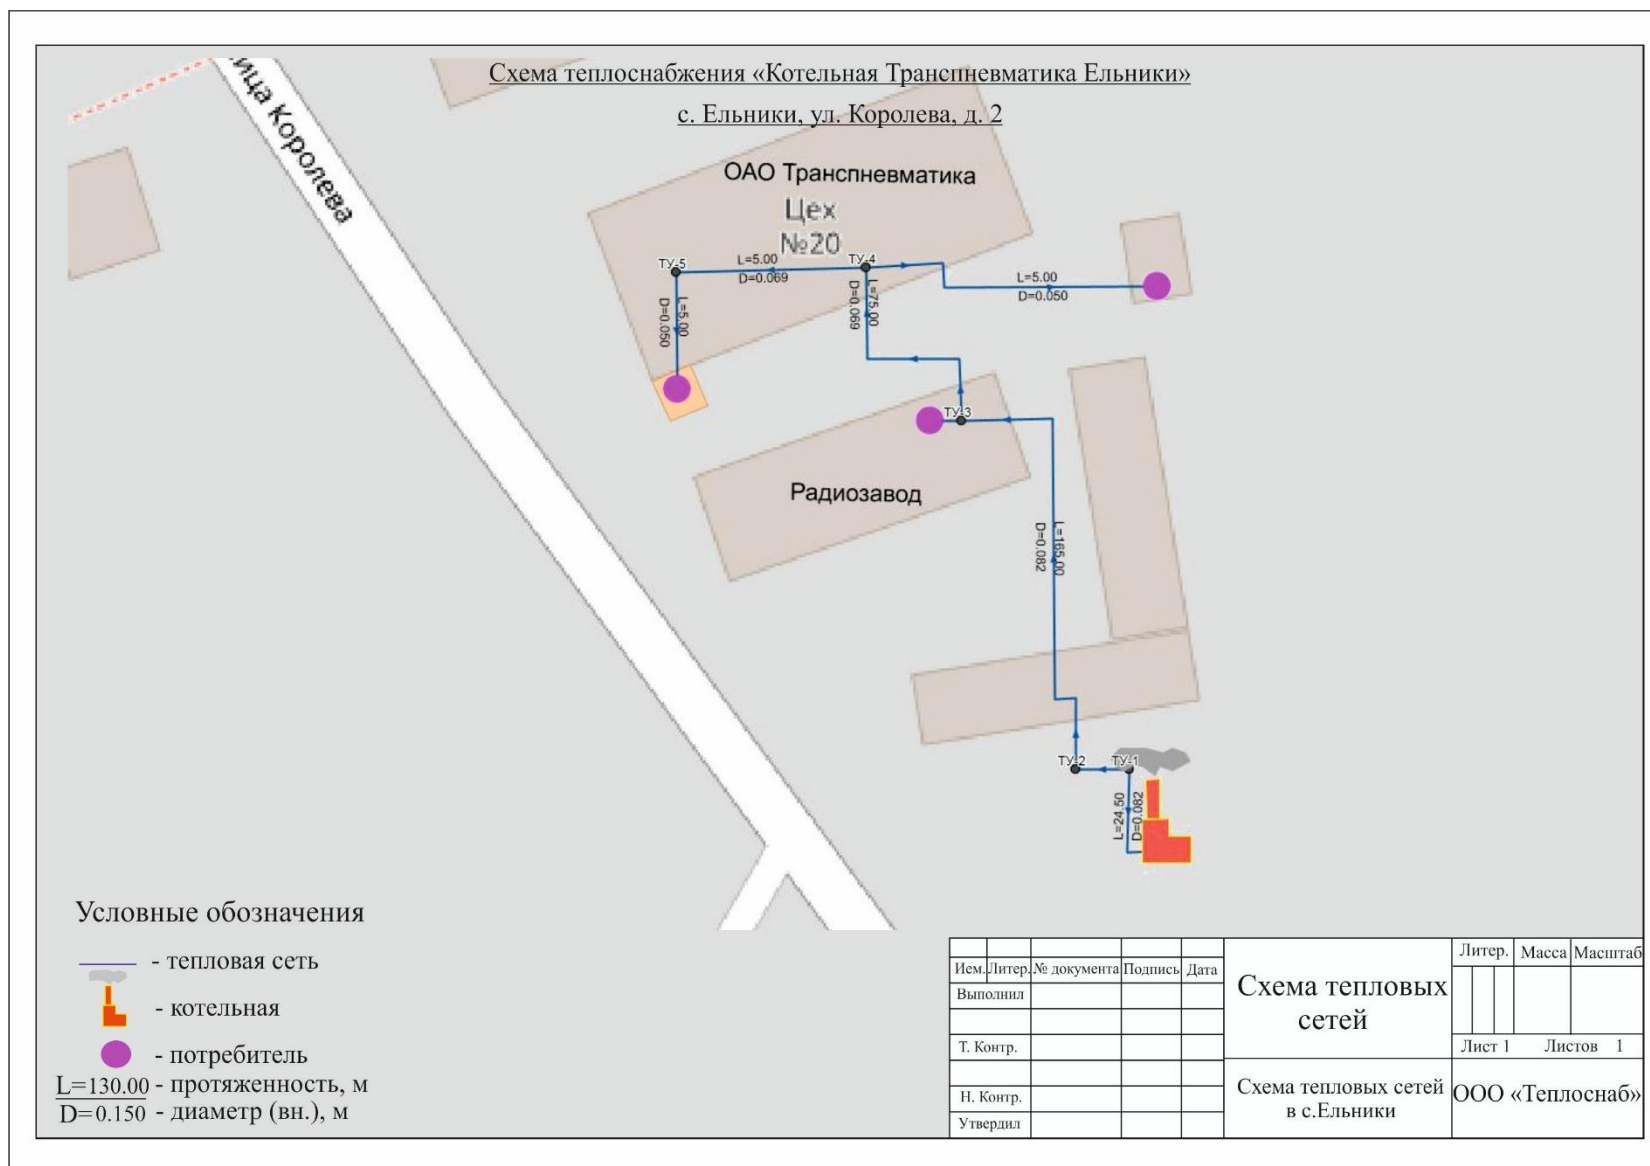 Схема теплоснабжения «Котельная Транспневматика Ельники»
с. Ельники, ул. Королева, д. 2
ица Королева
ОАО Транспневматика
Цех
№20
ТУ-5
L=5.00
D=0.069
ТУ-4
L=5.00
D=0.050
L=5.00
D=0.050
L=75.00
D=0.069
ТУ-3
Радиозавод
L=165.00
D=0.082
ТУ-2
ТУ-1
L=24.50
D=0.082
Условные обозначения
- тепловая сеть
- котельная
- потребитель
L=130.00 - протяженность, м
D=0.150 - диаметр (вн.), м
Ием. Литер. № документа Подпись Дата
Выполнил
Т. Контр.
Н. Контр.
Утвердил
Схема тепловых
сетей
Схема тепловых сетей
в с.Ельники
Литер. Масса Масштаб
Лист 1 Листов 1
ООО «Теплоснаб»